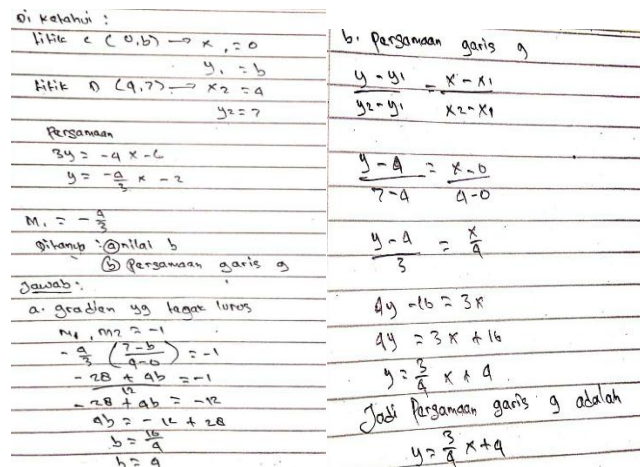 Di Ketahui :
titik C (0,b) → x₁ = 0
y₁ = b
titik D (4,7) → x₂ = 4
y₂ = 7
Persamaan
3y = -4x - 6
y = -4/3 x - 2
M₁ = -4/3
Ditanya : ⓐ nilai b
ⓑ Persamaan garis g
Jawab :
a. gradien yg tegak lurus
M₁ . m₂ = -1
-4/3 (7-b/4-0) = -1
-28 + 4b/12 = -1
-28 + 4b = -12
4b = -12 + 28
b = 16/4
b = 4
b. Persamaan garis g
y - y₁/y₂ - y₁ = x - x₁/x₂ - x₁
y - 4/7 - 4 = x - 0/4 - 0
y - 4/3 = x/4
4y - 16 = 3x
4y = 3x + 16
y = 3/4 x + 4
Jadi Persamaan garis g adalah
y = 3/4 x + 4